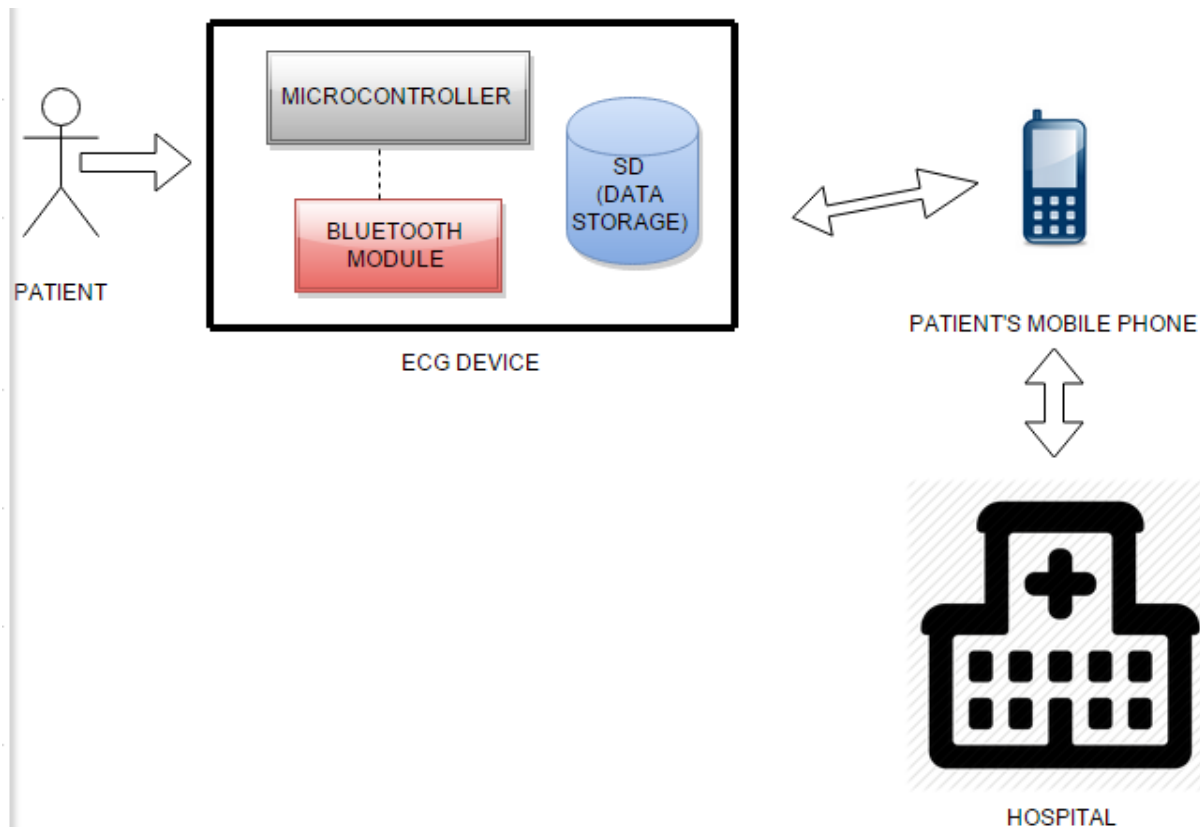 MICROCONTROLLER
BLUETOOTH
MODULE
SD
(DATA
STORAGE)
PATIENT
ECG DEVICE
PATIENT'S MOBILE PHONE
HOSPITAL